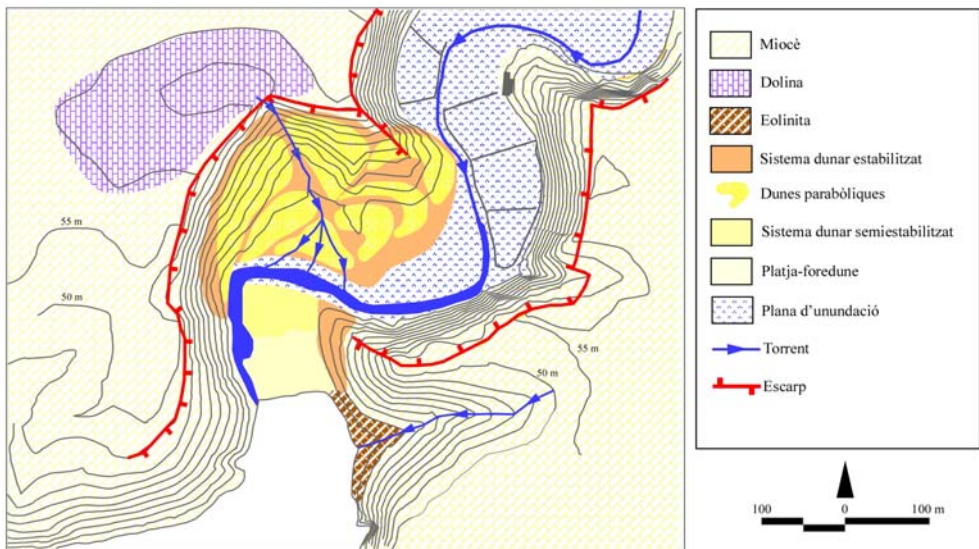 55 m
50 m
55 m
50 m
Miocè
Dolina
Eolinita
Sistema dunar estabilitzat
Dunes parabòliques
Sistema dunar semiestabilitzat
Platja-foredune
Plana d'unundació
Torrent
Escarp
100 0 100 m